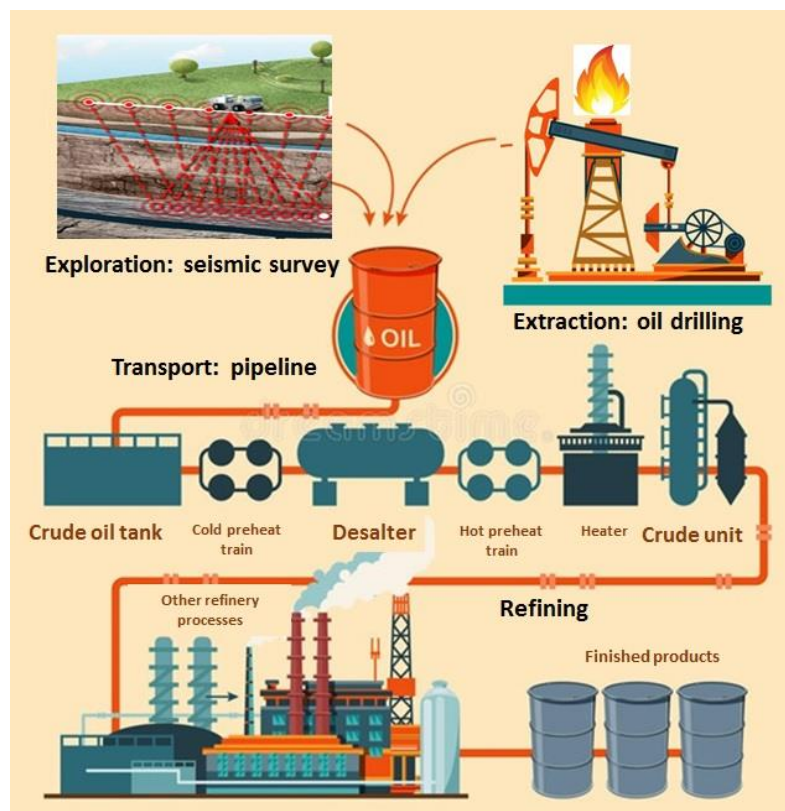 Exploration: seismic survey
Extraction: oil drilling
OIL
Transport: pipeline
dreamstime.
Crude oil tank
Cold preheat
train
Desalter
Hot preheat
train
Heater
Crude unit
Other refinery
processes
Refining
Finished products